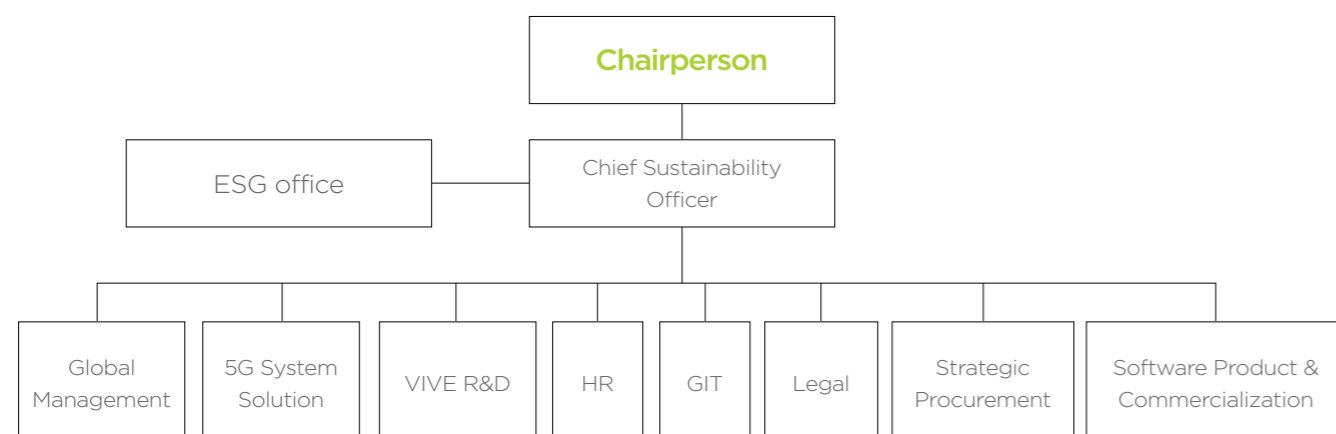 Chairperson
ESG office
Chief Sustainability
Officer
Global
Management
5G System
Solution
VIVE R&D
HR
GIT
Legal
Strategic
Procurement
Software Product &
Commercialization